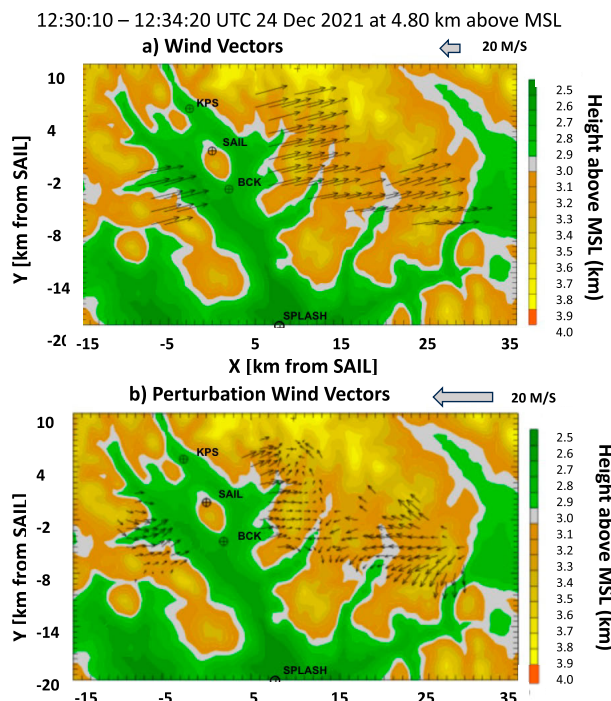 12:30:10 – 12:34:20 UTC 24 Dec 2021 at 4.80 km above MSL
a) Wind Vectors
20 M/S
10
4
-2
-8
-14
-20
Y [km from SAIL]
KPS
SAIL
BCK
SPLASH
-15 -5 5 15 25 35
X [km from SAIL]
2.5
2.6
2.7
2.8
2.9
3.0
3.1
3.2
3.3
3.4
3.5
3.6
3.7
3.8
3.9
4.0
Height above MSL (km)
b) Perturbation Wind Vectors
20 M/S
10
4
-2
-8
-14
-20
Y [km from SAIL]
KPS
SAIL
BCK
SPLASH
-15 -5 5 15 25 35
2.5
2.6
2.7
2.8
2.9
3.0
3.1
3.2
3.3
3.4
3.5
3.6
3.7
3.8
3.9
4.0
Height above MSL (km)